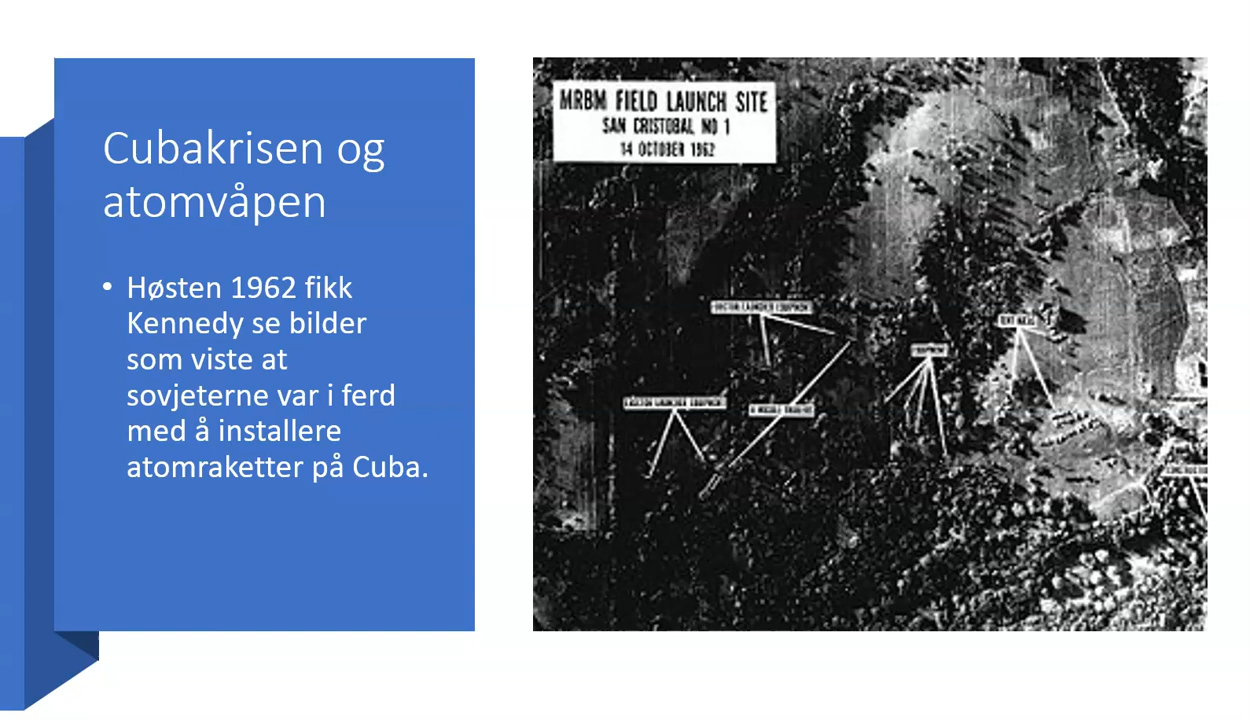 Cubakrisen og
atomvåpen
• Høsten 1962 fikk
Kennedy se bilder
som viste at
sovjeterne var i ferd
med å installere
atomraketter på Cuba.
MRBM FIELD LAUNCH SITE
SAN CRISTOBAL NO 1
14 OCTOBER 1962